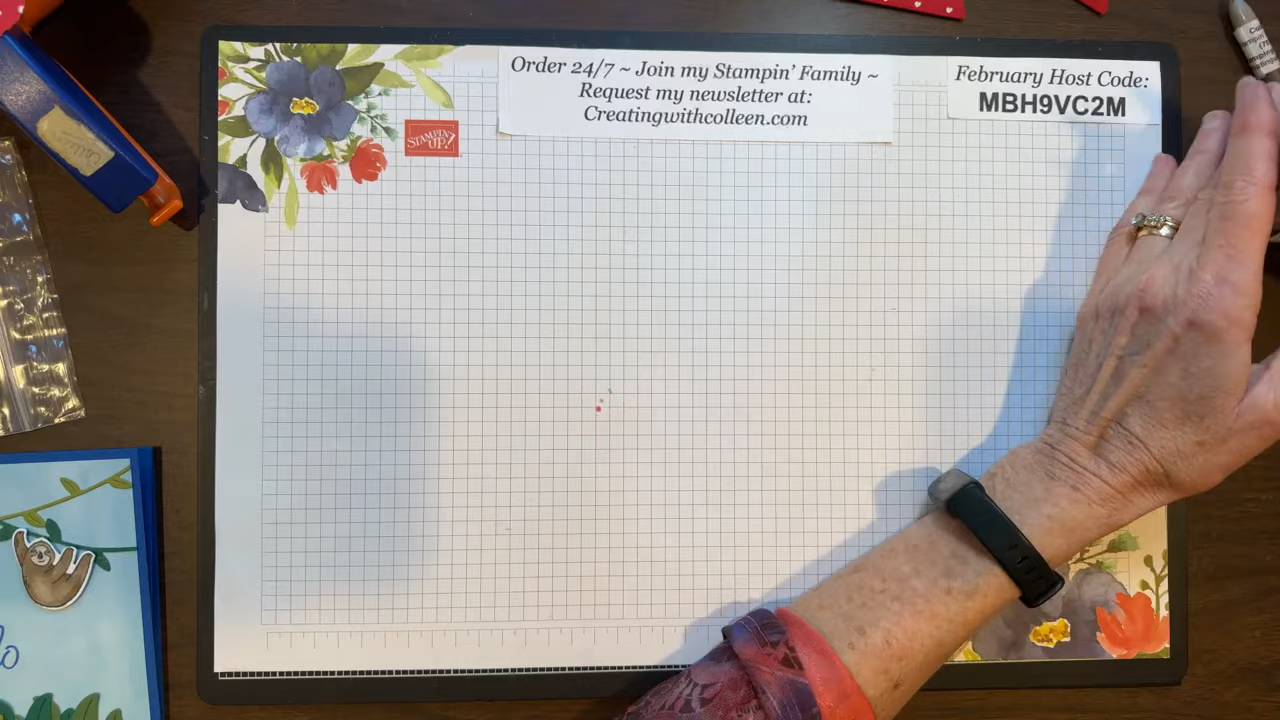 Order 24/7 ~ Join my Stampin' Family ~
Request my newsletter at:
Creatingwithcolleen.com
February Host Code:
MBH9VC2M
STAMPIN' UP!